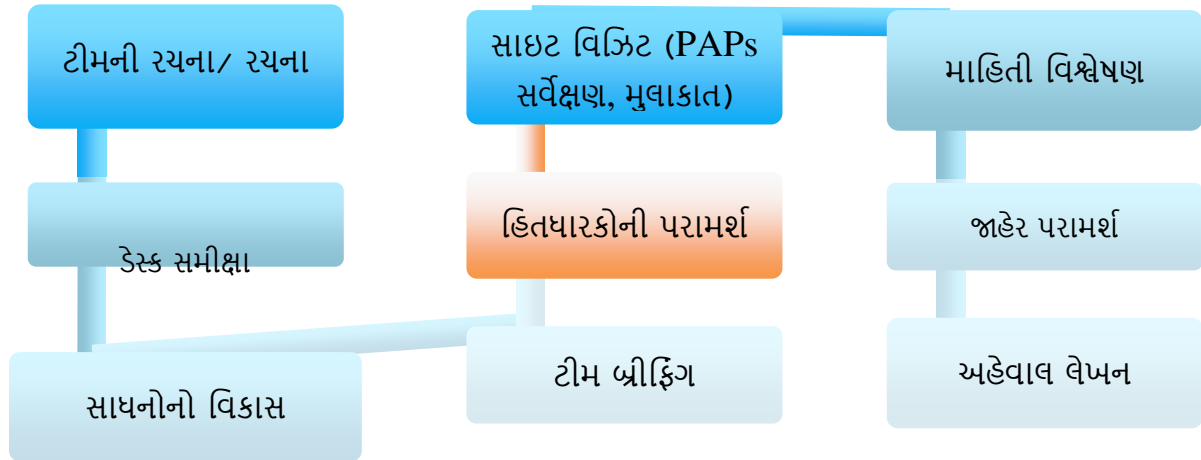 ટીમની રચના/ રચના
ડેસ્ક સમીક્ષા
સાધનોનો વિકાસ
ટીમ બ્રીફિંગ
હિતધારકોની પરામર્શ
સાઇટ વિઝિટ (PAPs
સર્વેક્ષણ, મુલાકાત)
માહિતી વિશ્લેષણ
જાહેર પરામર્શ
અહેવાલ લેખન